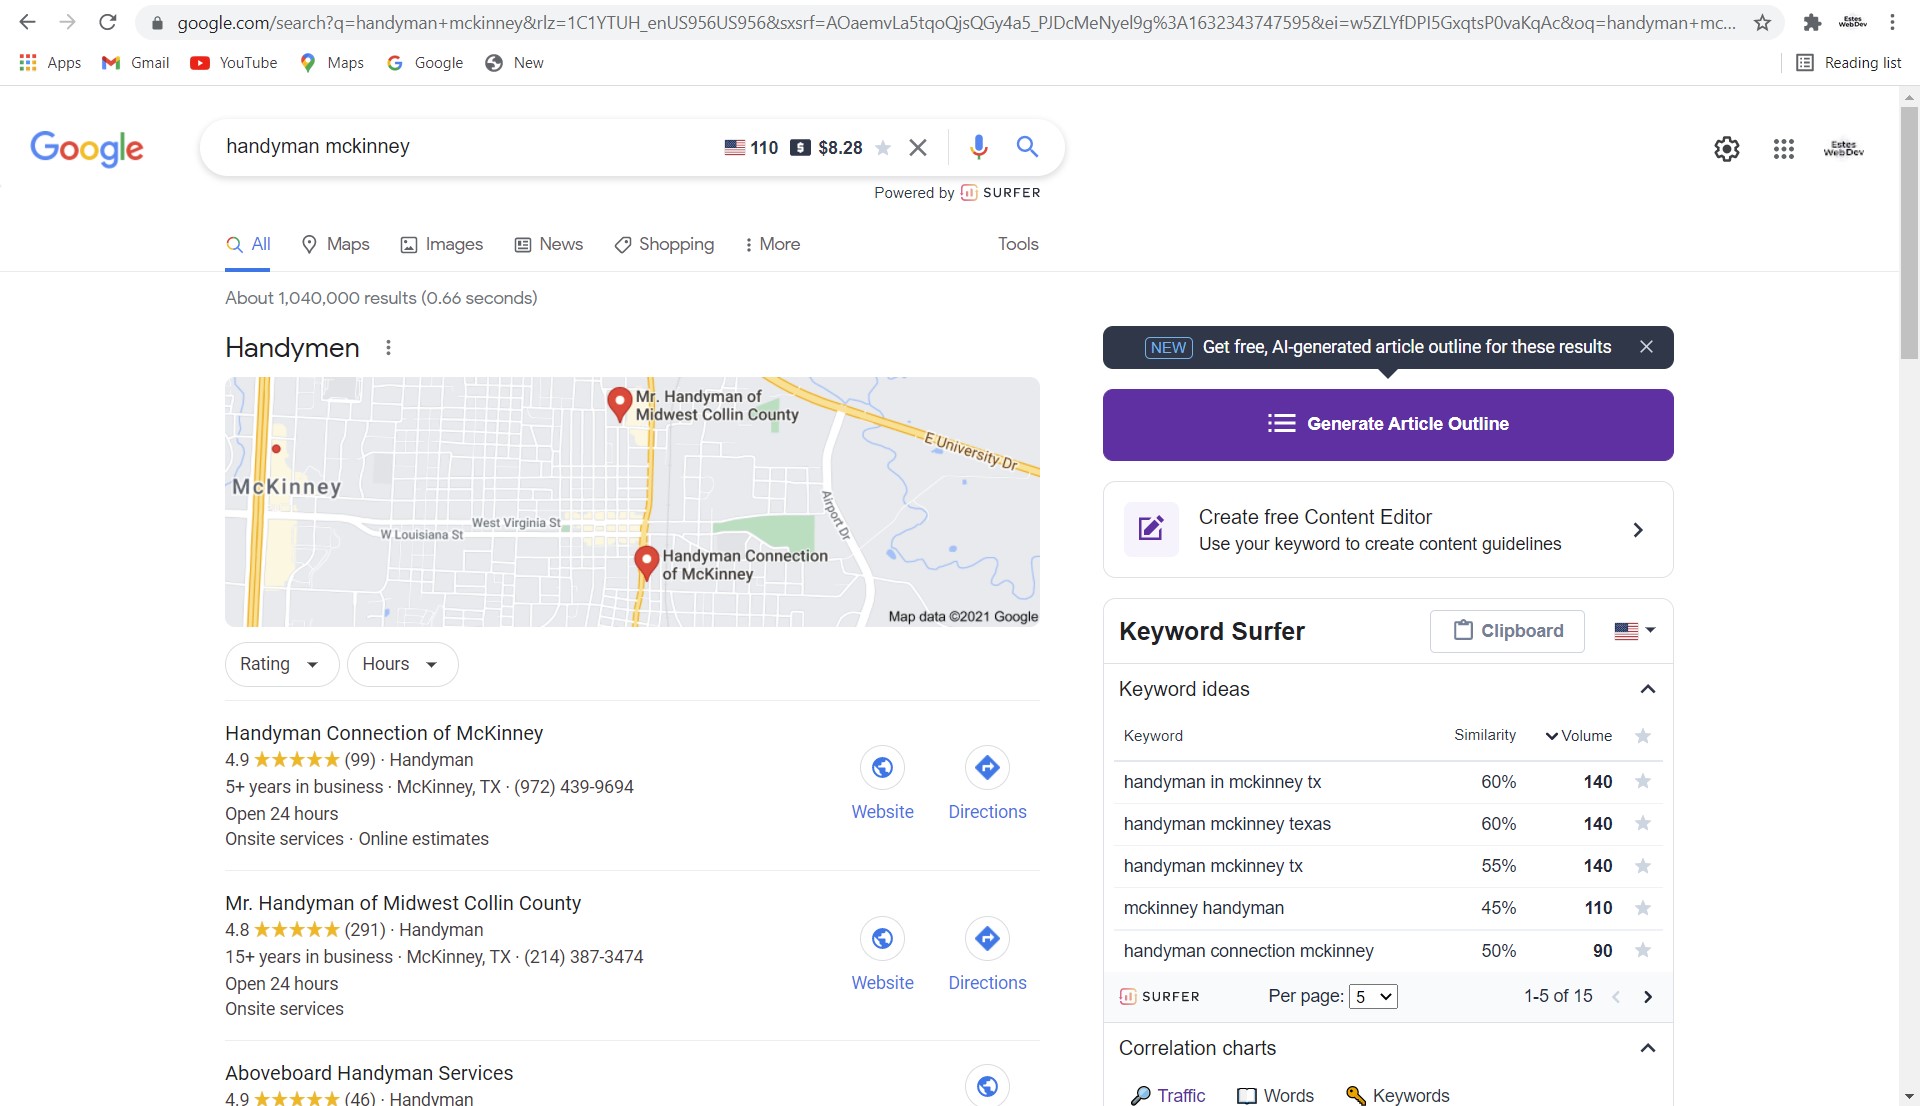 google.com/search?q=handyman+mckinney&rlz=1C1YTUH_enUS956US956&sxsrf=AOaemvLa5tqoQjsQGy4a5_PJDcMeNyel9g%3A1632343747595&ei=w5ZLYfDPI5GxqtsP0vaKqAc&oq=handyman+mc...
Estes WebDev
Apps Gmail YouTube Maps Google New Reading list
Google
handyman mckinney 110 $ $8.28
Estes
WebDev
Powered by SURFER
All Maps Images News Shopping More Tools
About 1,040,000 results (0.66 seconds)
Handymen
Mr. Handyman of
Midwest Collin County
E University Dr
McKinney
Airport Dr
West Virginia St
W Louisiana St
Handyman Connection
of McKinney
Map data ©2021 Google
Rating Hours
Handyman Connection of McKinney
4.9 (99) · Handyman
5+ years in business · McKinney, TX · (972) 439-9694
Open 24 hours
Onsite services · Online estimates
Website Directions
Mr. Handyman of Midwest Collin County
4.8 (291) · Handyman
15+ years in business · McKinney, TX · (214) 387-3474
Open 24 hours
Onsite services
Website Directions
Aboveboard Handyman Services
4.9 (46) · Handyman
NEW Get free, AI-generated article outline for these results
Generate Article Outline
Create free Content Editor
Use your keyword to create content guidelines
Keyword Surfer Clipboard
Keyword ideas
Keyword Similarity Volume
handyman in mckinney tx 60% 140
handyman mckinney texas 60% 140
handyman mckinney tx 55% 140
mckinney handyman 45% 110
handyman connection mckinney 50% 90
SURFER Per page: 5 1-5 of 15
Correlation charts
Traffic Words Keywords